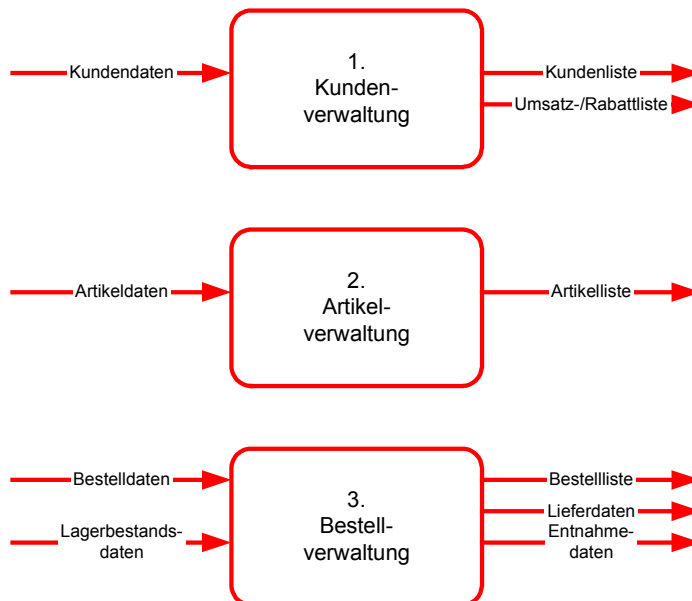 Kundendaten
1.
Kunden-
verwaltung
Kundenliste
Umsatz-/Rabattliste
Artikeldaten
2.
Artikel-
verwaltung
Artikelliste
Bestelldaten
Lagerbestands-
daten
3.
Bestell-
verwaltung
Bestellliste
Lieferdaten
Entnahme-
daten